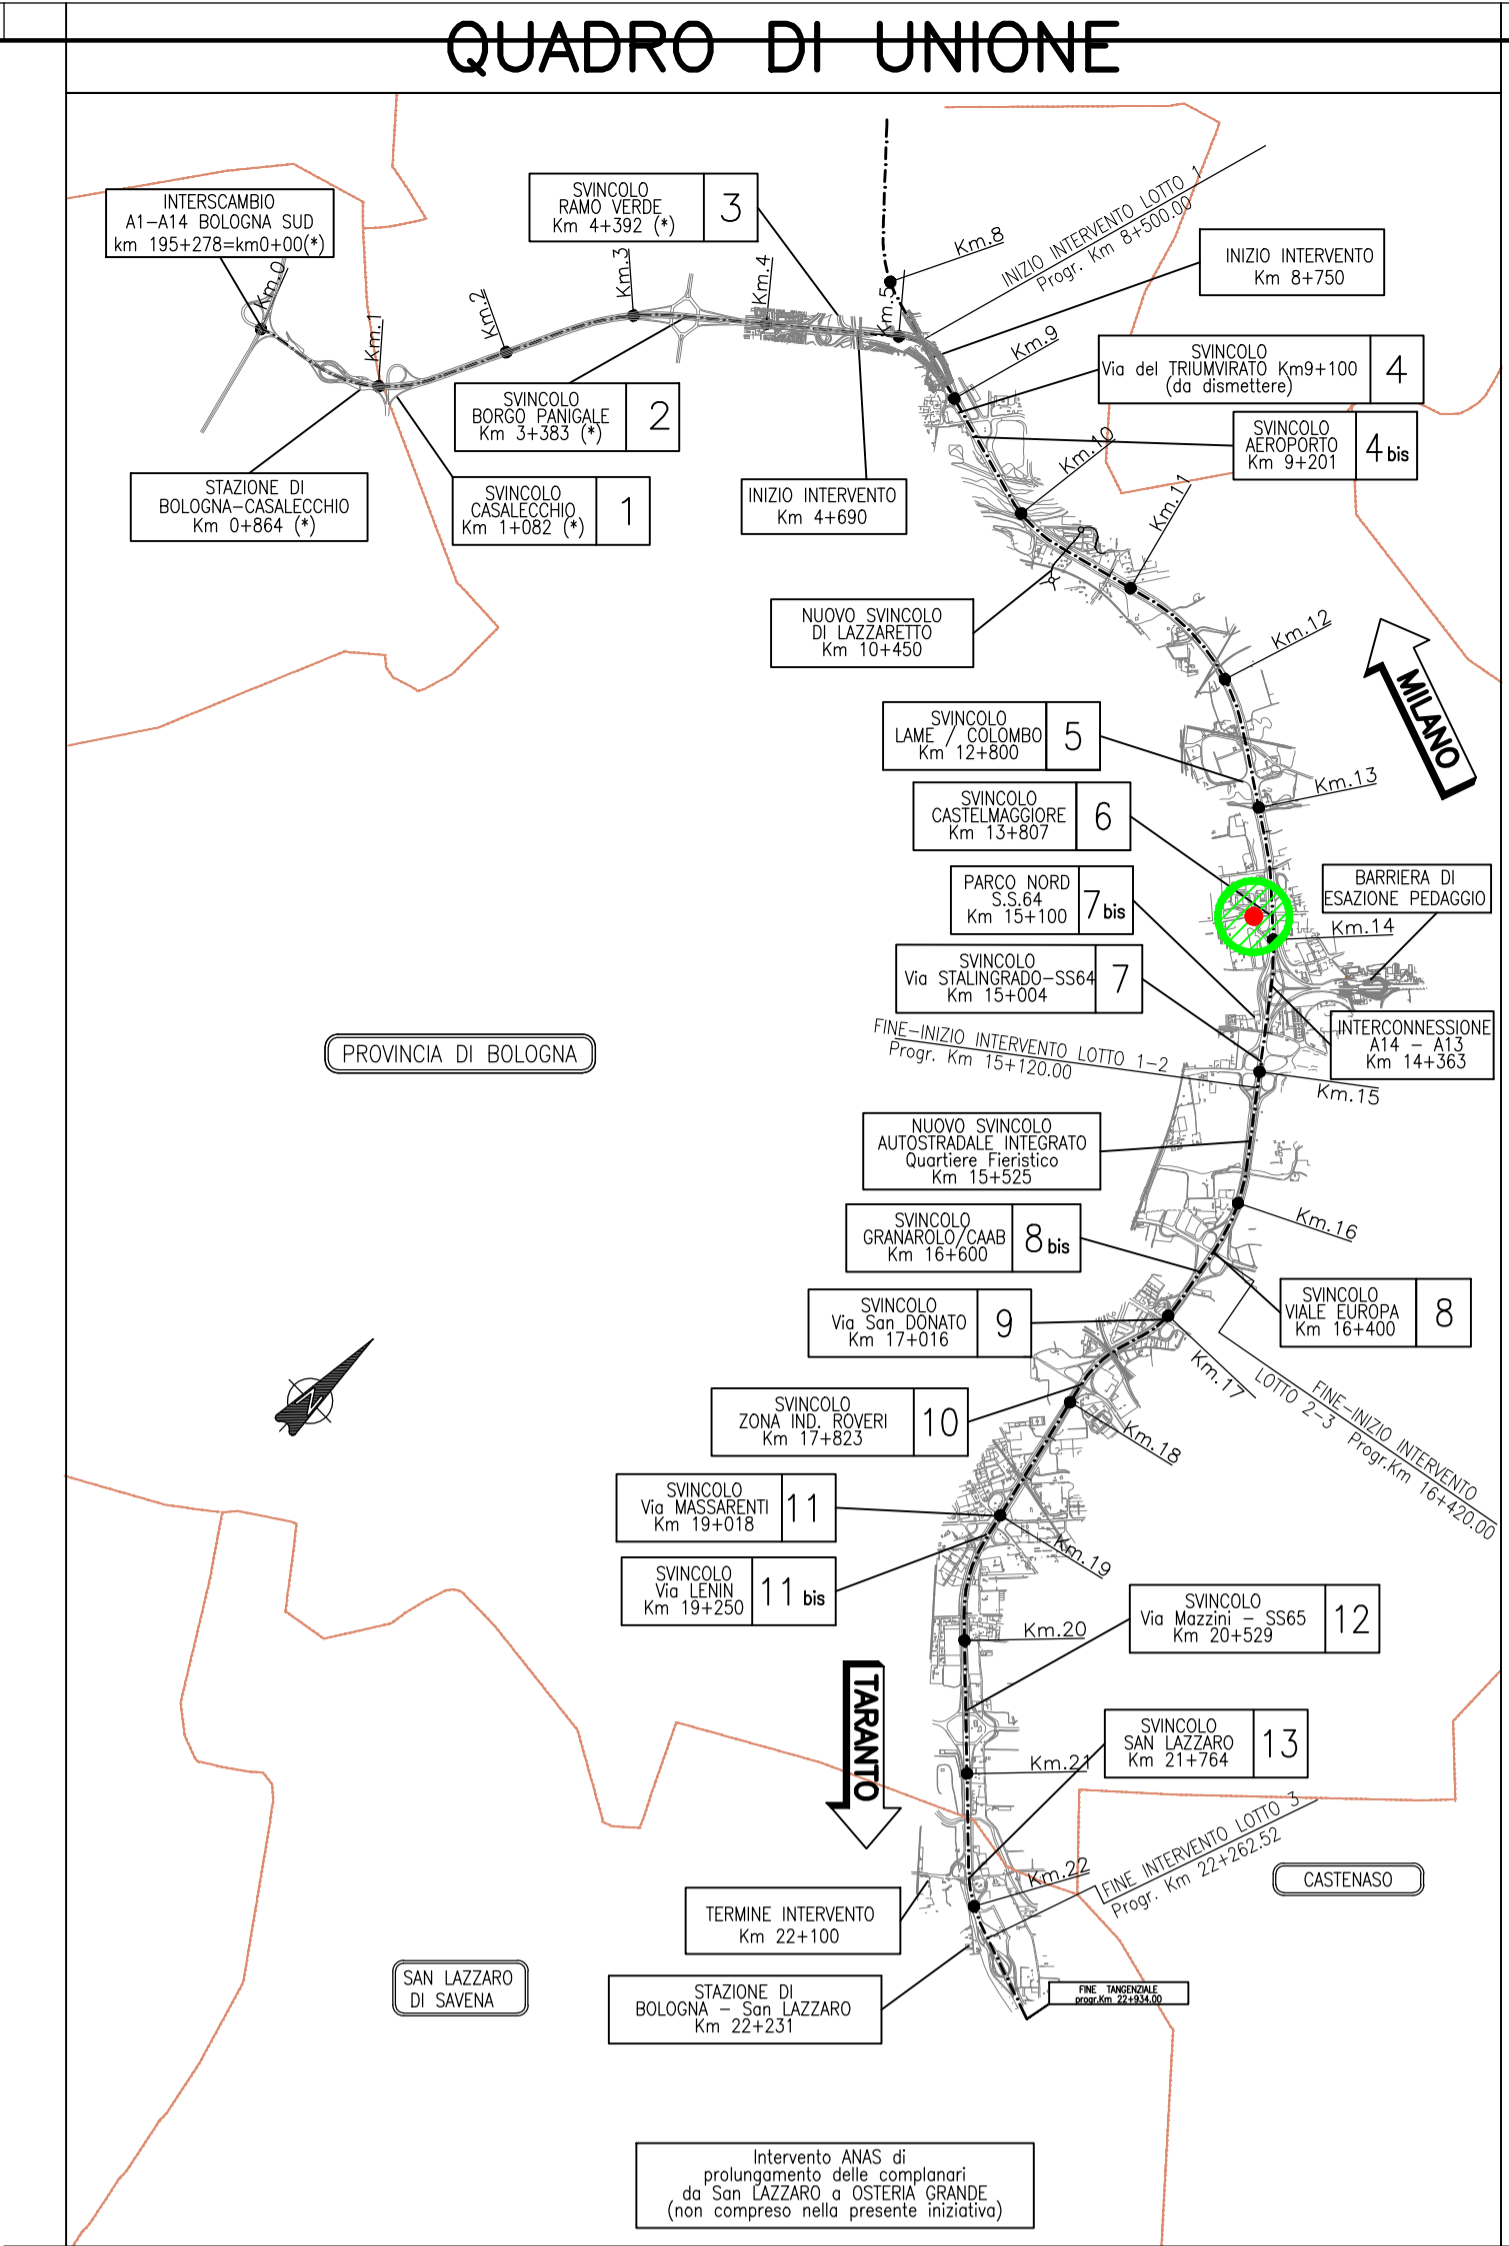 QUADRO DI UNIONE
INTERSCAMBIO
A1-A14 BOLOGNA SUD
km 195+278=km0+00(*)
SVINCOLO
RAMO VERDE
Km 4+392 (*)
3
Km.0
Km.1
Km.2
Km.3
Km.4
Km.5
Km.8
INIZIO INTERVENTO LOTTO 1
Progr. Km 8+500.00
INIZIO INTERVENTO
Km 8+750
Km.9
SVINCOLO
Via del TRIUMVIRATO Km9+100
(da dismettere)
4
SVINCOLO
BORGO PANIGALE
Km 3+383 (*)
2
SVINCOLO
AEROPORTO
Km 9+201
4 bis
Km.10
STAZIONE DI
BOLOGNA-CASALECCHIO
Km 0+864 (*)
SVINCOLO
CASALECCHIO
Km 1+082 (*)
1
INIZIO INTERVENTO
Km 4+690
Km.11
NUOVO SVINCOLO
DI LAZZARETTO
Km 10+450
Km.12
MILANO
SVINCOLO
LAME / COLOMBO
Km 12+800
5
Km.13
SVINCOLO
CASTELMAGGIORE
Km 13+807
6
PARCO NORD
S.S.64
Km 15+100
7 bis
BARRIERA DI
ESAZIONE PEDAGGIO
Km.14
SVINCOLO
Via STALINGRADO-SS64
Km 15+004
7
FINE-INIZIO INTERVENTO LOTTO 1-2
Progr. Km 15+120.00
INTERCONNESSIONE
A14 - A13
Km 14+363
Km.15
PROVINCIA DI BOLOGNA
NUOVO SVINCOLO
AUTOSTRADALE INTEGRATO
Quartiere Fieristico
Km 15+525
Km.16
SVINCOLO
GRANAROLO/CAAB
Km 16+600
8 bis
SVINCOLO
VIALE EUROPA
Km 16+400
8
SVINCOLO
Via San DONATO
Km 17+016
9
Km.17
FINE-INIZIO INTERVENTO
LOTTO 2-3 Progr.Km 16+420.00
SVINCOLO
ZONA IND. ROVERI
Km 17+823
10
Km.18
SVINCOLO
Via MASSARENTI
Km 19+018
11
Km.19
SVINCOLO
Via LENIN
Km 19+250
11 bis
SVINCOLO
Via Mazzini - SS65
Km 20+529
12
Km.20
TARANTO
SVINCOLO
SAN LAZZARO
Km 21+764
13
Km.21
FINE INTERVENTO LOTTO 3
Progr. Km 22+262.52
Km.22
CASTENASO
TERMINE INTERVENTO
Km 22+100
SAN LAZZARO
DI SAVENA
STAZIONE DI
BOLOGNA - San LAZZARO
Km 22+231
FINE TANGENZIALE
progr.Km 22+934.00
Intervento ANAS di
prolungamento delle complanari
da San LAZZARO a OSTERIA GRANDE
(non compreso nella presente iniziativa)